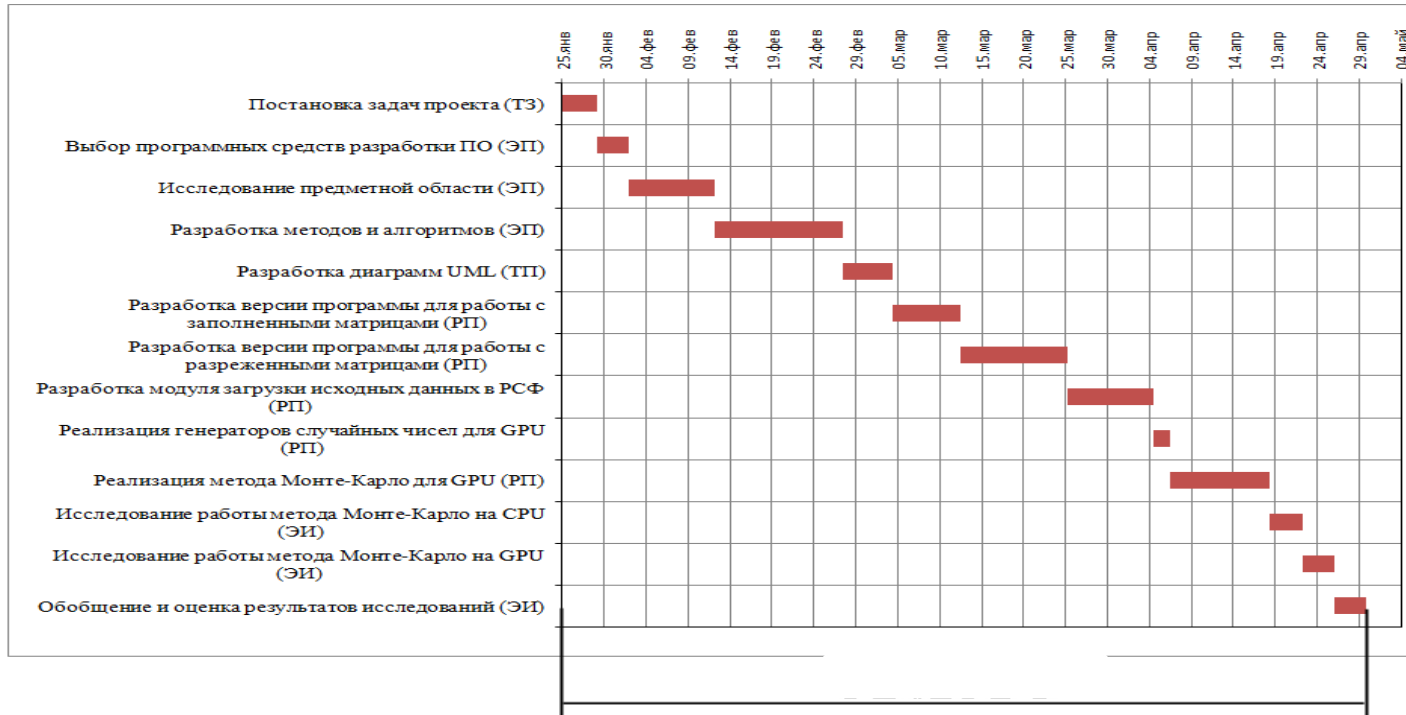 25.янв
30.янв
04.фев
09.фев
14.фев
19.фев
24.фев
29.фев
05.мар
10.мар
15.мар
20.мар
25.мар
30.мар
04.апр
09.апр
14.апр
19.апр
24.апр
29.апр
04.май
Постановка задач проекта (ТЗ)
Выбор программных средств разработки ПО (ЭП)
Исследование предметной области (ЭП)
Разработка методов и алгоритмов (ЭП)
Разработка диаграмм UML (ТП)
Разработка версии программы для работы с
заполненными матрицами (РП)
Разработка версии программы для работы с
разреженными матрицами (РП)
Разработка модуля загрузки исходных данных в РСФ
(РП)
Реализация генераторов случайных чисел для GPU
(РП)
Реализация метода Монте-Карло для GPU (РП)
Исследование работы метода Монте-Карло на CPU
(ЭИ)
Исследование работы метода Монте-Карло на GPU
(ЭИ)
Обобщение и оценка результатов исследований (ЭИ)